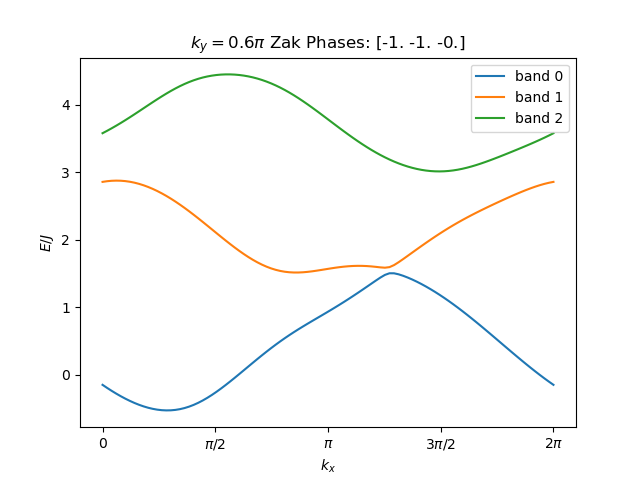 $k_y = 0.6\pi$ Zak Phases: [-1. -1. -0.]
band 0
band 1
band 2
4
3
2
1
0
E/J
0 π/2 π 3π/2 2π
$k_x$